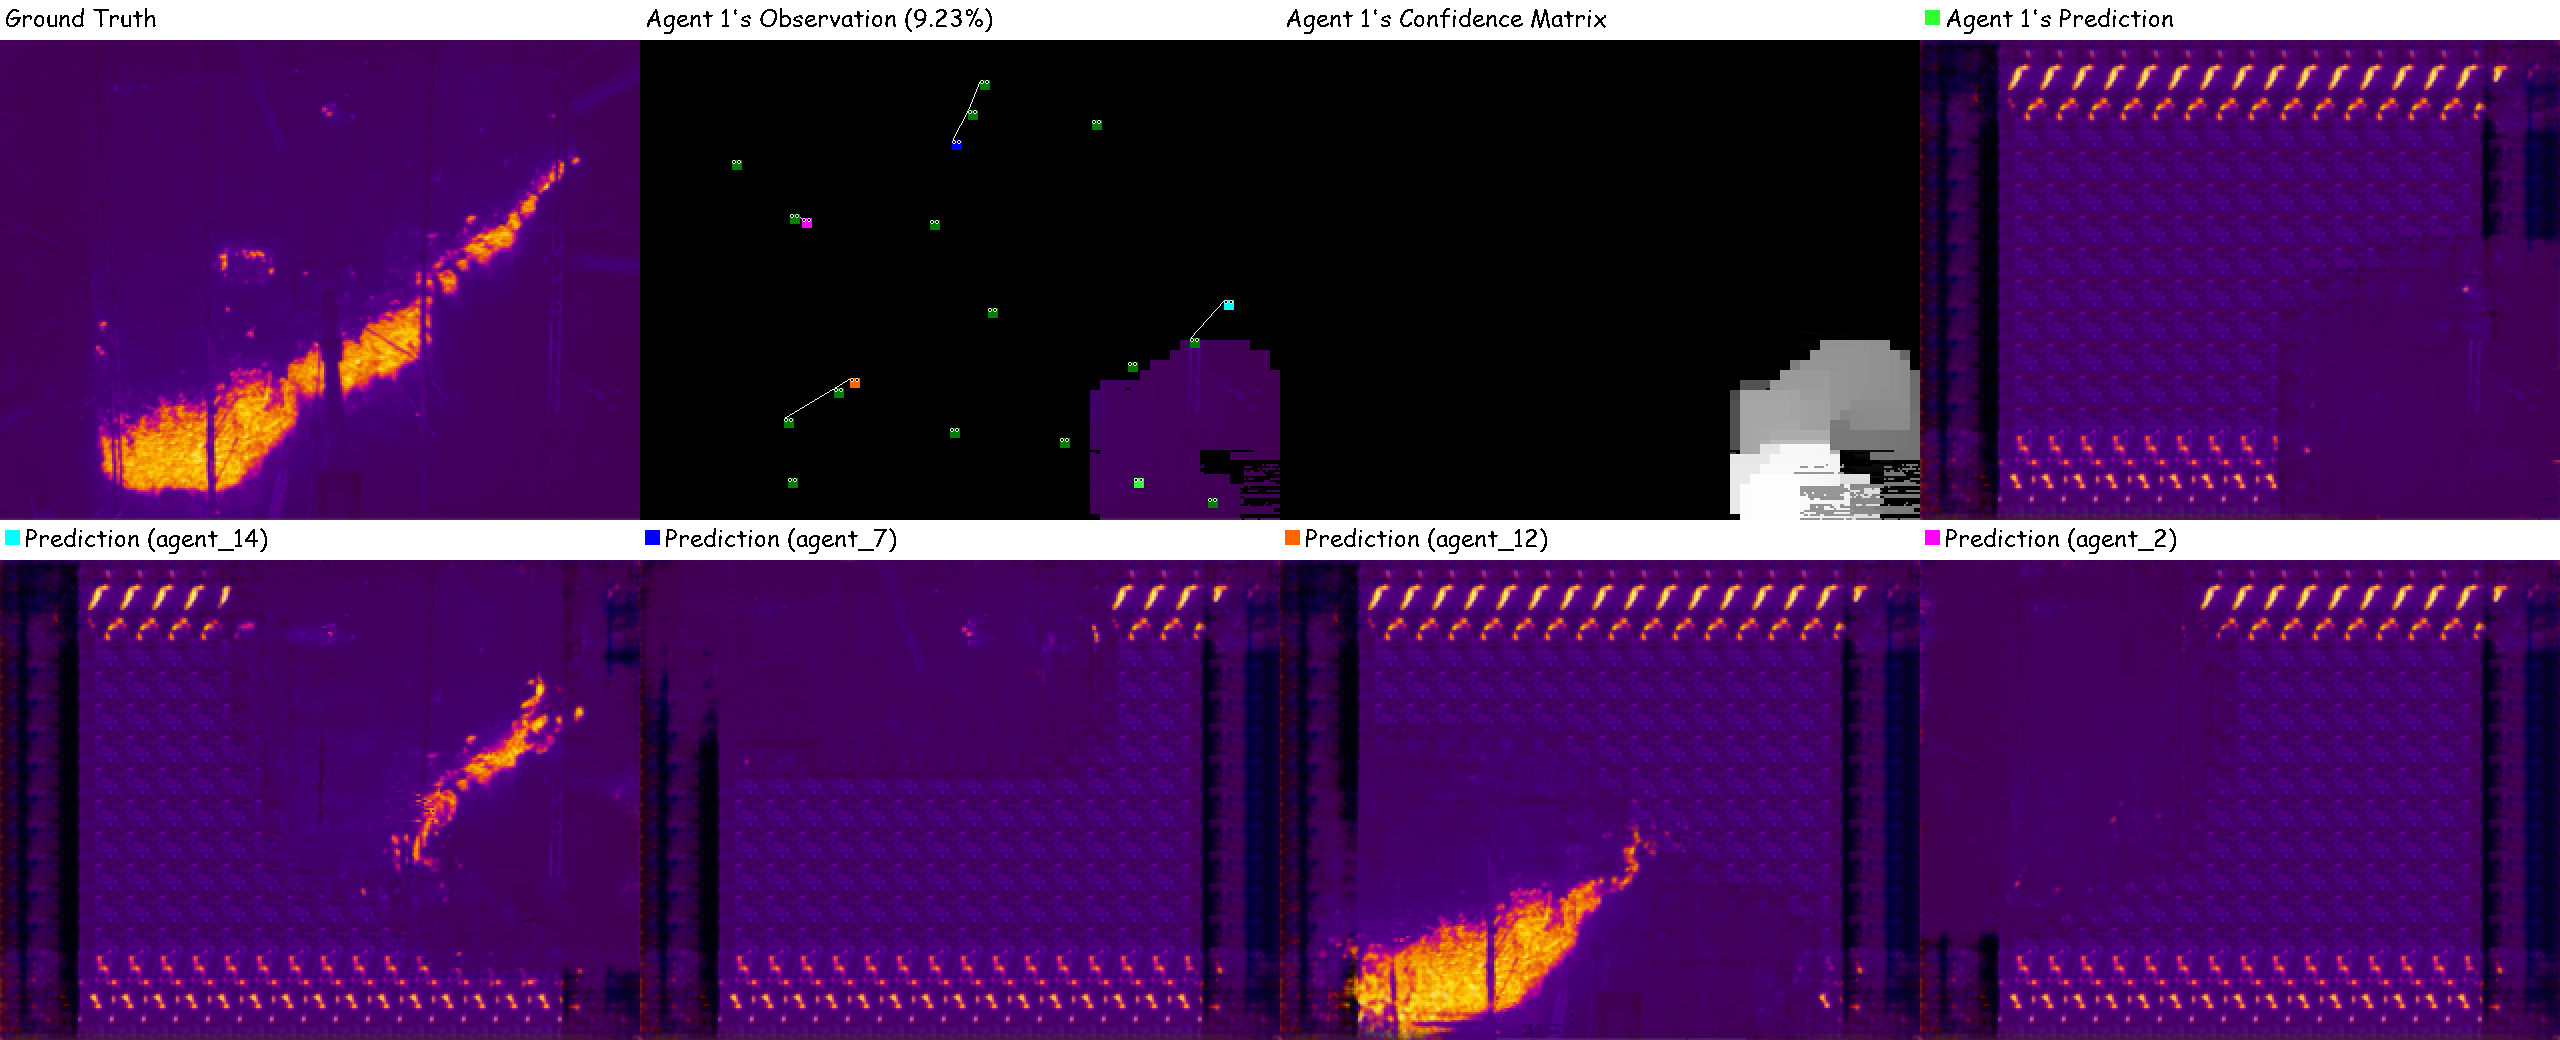 Ground Truth
Agent 1's Observation (9.23%)
Agent 1's Confidence Matrix
Agent 1's Prediction
Prediction (agent_14)
Prediction (agent_7)
Prediction (agent_12)
Prediction (agent_2)